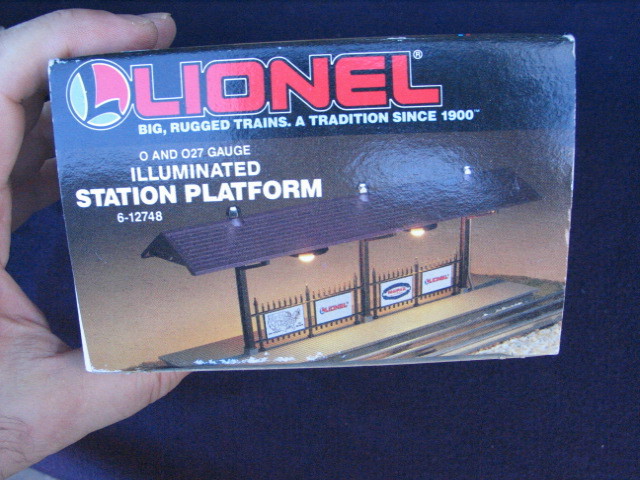 LIONEL®
BIG, RUGGED TRAINS. A TRADITION SINCE 1900™
O AND O27 GAUGE
ILLUMINATED
STATION PLATFORM
6-12748
LIONEL
LIONEL